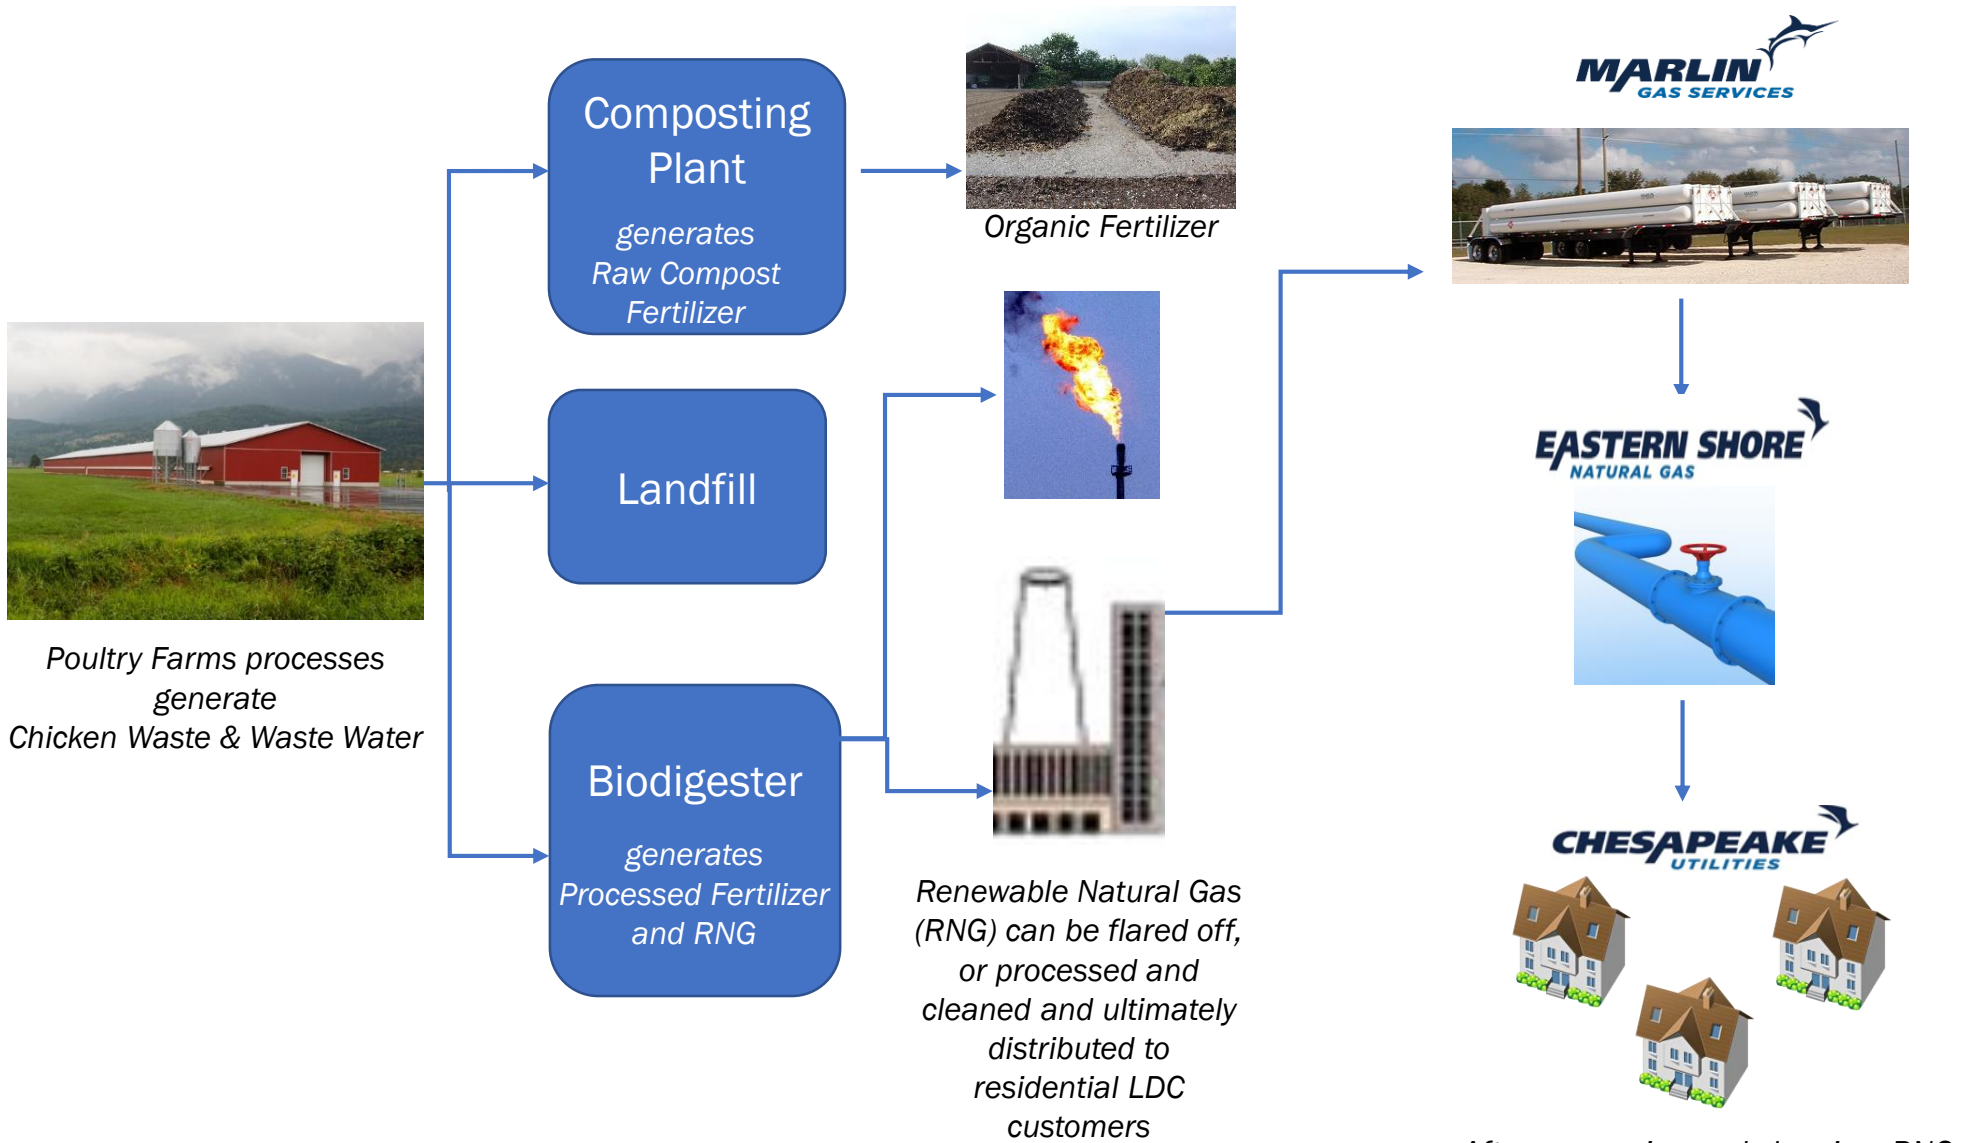 Poultry Farms processes
generate
Chicken Waste & Waste Water
Composting
Plant
generates
Raw Compost
Fertilizer
Landfill
Biodigester
generates
Processed Fertilizer
and RNG
Organic Fertilizer
Renewable Natural Gas
(RNG) can be flared off,
or processed and
cleaned and ultimately
distributed to
residential LDC
customers
MARLIN
GAS SERVICES
EASTERN SHORE
NATURAL GAS
CHESAPEAKE
UTILITIES